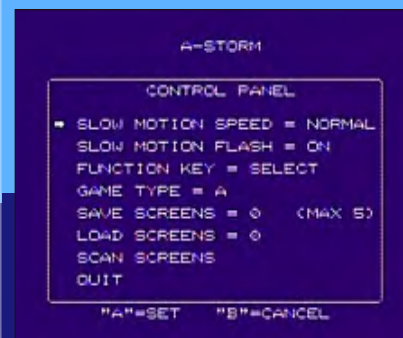 A-STORM
CONTROL PANEL
SLOW MOTION SPEED = NORMAL
SLOW MOTION FLASH = ON
FUNCTION KEY = SELECT
GAME TYPE = A
SAVE SCREENS = 0 (MAX 5)
LOAD SCREENS = 0
SCAN SCREENS
QUIT
"A"=SET "B"=CANCEL